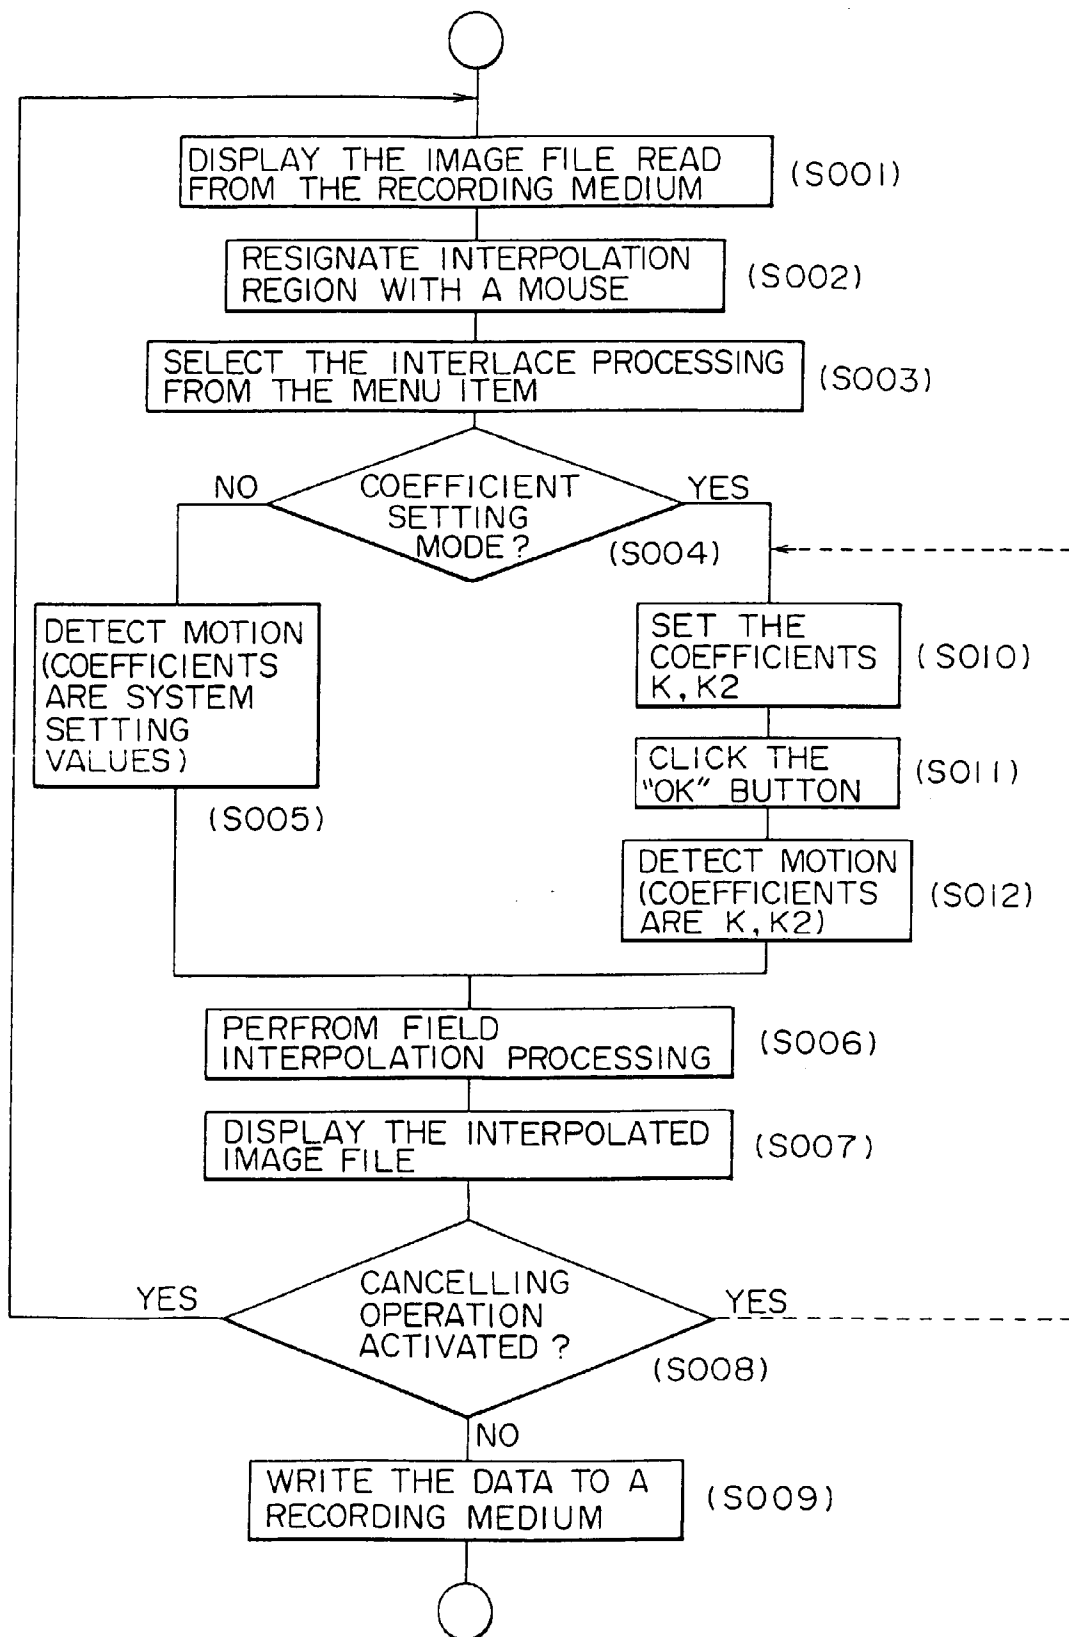 DISPLAY THE IMAGE FILE READ
FROM THE RECORDING MEDIUM
(S001)
RESIGNATE INTERPOLATION
REGION WITH A MOUSE
(S002)
SELECT THE INTERLACE PROCESSING
FROM THE MENU ITEM
(S003)
NO
COEFFICIENT
SETTING
MODE?
YES
(S004)
DETECT MOTION
(COEFFICIENTS
ARE SYSTEM
SETTING
VALUES)
(S005)
SET THE
COEFFICIENTS
K, K2
(S010)
CLICK THE
"OK" BUTTON
(S011)
DETECT MOTION
(COEFFICIENTS
ARE K, K2)
(S012)
PERFROM FIELD
INTERPOLATION PROCESSING
(S006)
DISPLAY THE INTERPOLATED
IMAGE FILE
(S007)
YES
CANCELLING
OPERATION
ACTIVATED?
YES
(S008)
NO
WRITE THE DATA TO A
RECORDING MEDIUM
(S009)